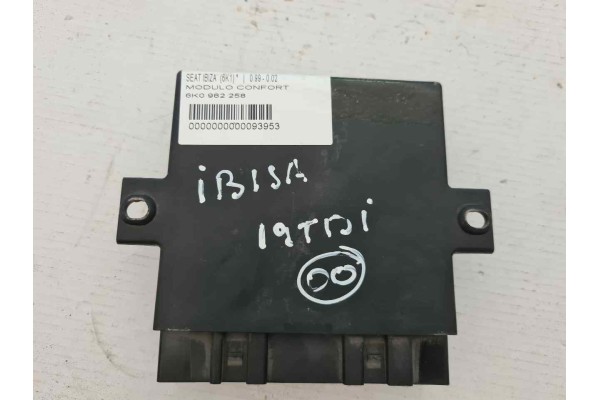 SEAT IBIZA (6K1) * | 0.99 - 0.02
MODULO CONFORT
6K0 962 258
0000000000093953
iBISA
19TDi
00